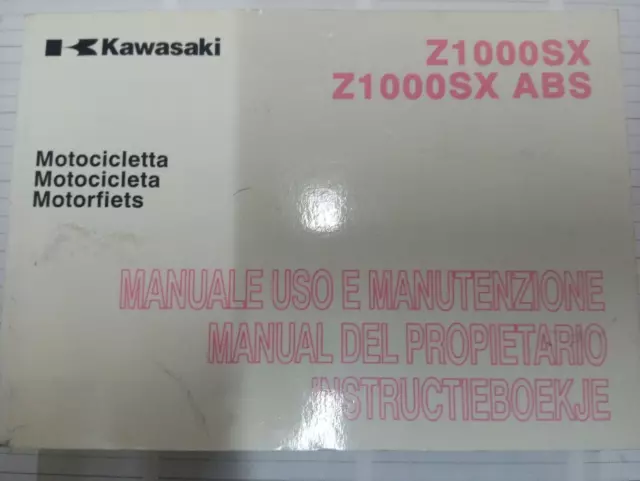 Kawasaki
Z1000SX
Z1000SX ABS
Motocicletta
Motocicleta
Motorfiets
MANUALE USO E MANUTENZIONE
MANUAL DEL PROPIETARIO
INSTRUCTIEBOEKJE